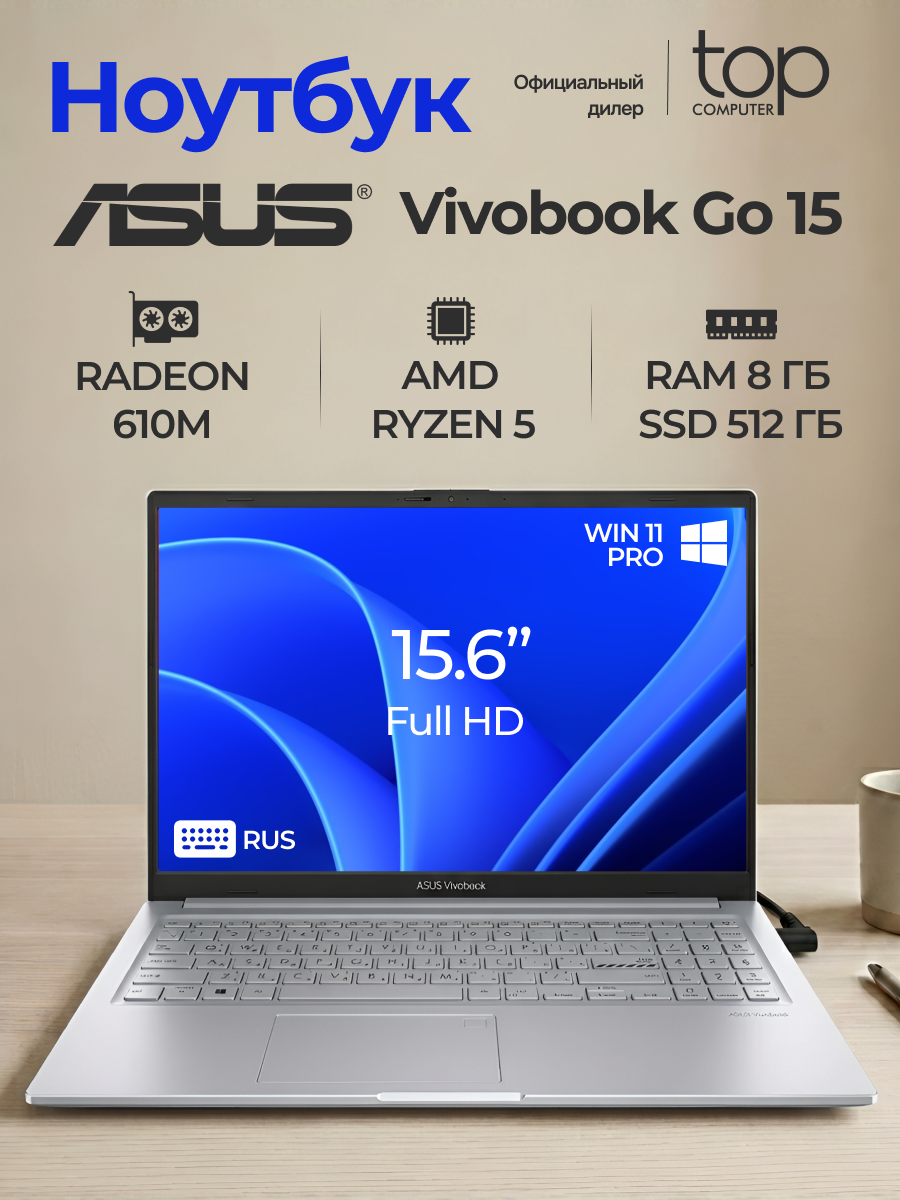 Ноутбук
Официальный
дилер
top
COMPUTER
ASUS®
Vivobook Go 15
RADEON
610M
AMD
RYZEN 5
RAM 8 ГБ
SSD 512 ГБ
WIN 11
PRO
15.6”
Full HD
RUS
ASUS Vivobook